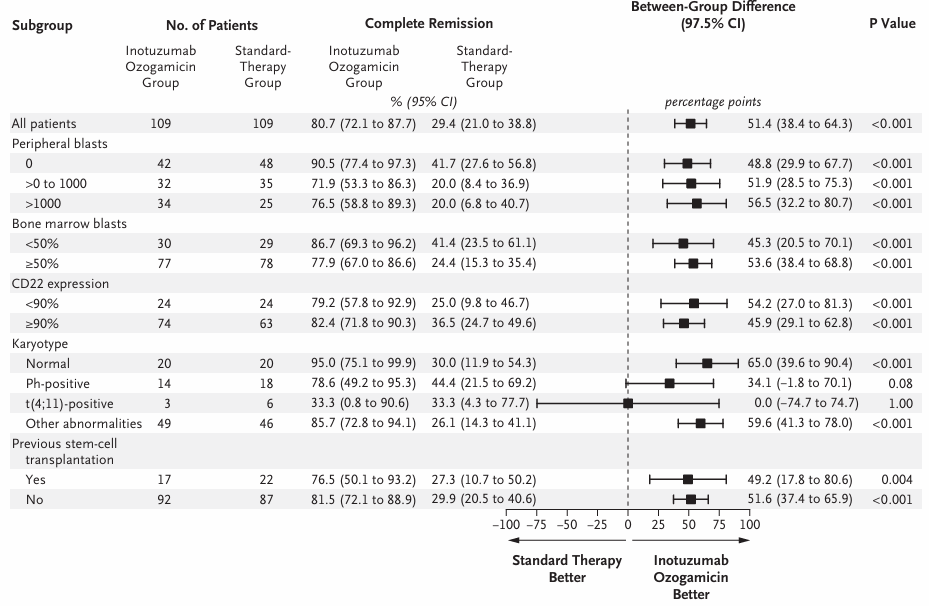 Subgroup No. of Patients Complete Remission Between-Group Difference (97.5% CI) P Value
Inotuzumab Ozogamicin Group Standard-Therapy Group Inotuzumab Ozogamicin Group Standard-Therapy Group
% (95% CI) percentage points
All patients 109 109 80.7 (72.1 to 87.7) 29.4 (21.0 to 38.8) 51.4 (38.4 to 64.3) <0.001
Peripheral blasts
0 42 48 90.5 (77.4 to 97.3) 41.7 (27.6 to 56.8) 48.8 (29.9 to 67.7) <0.001
>0 to 1000 32 35 71.9 (53.3 to 86.3) 20.0 (8.4 to 36.9) 51.9 (28.5 to 75.3) <0.001
>1000 34 25 76.5 (58.8 to 89.3) 20.0 (6.8 to 40.7) 56.5 (32.2 to 80.7) <0.001
Bone marrow blasts
<50% 30 29 86.7 (69.3 to 96.2) 41.4 (23.5 to 61.1) 45.3 (20.5 to 70.1) <0.001
≥50% 77 78 77.9 (67.0 to 86.6) 24.4 (15.3 to 35.4) 53.6 (38.4 to 68.8) <0.001
CD22 expression
<90% 24 24 79.2 (57.8 to 92.9) 25.0 (9.8 to 46.7) 54.2 (27.0 to 81.3) <0.001
≥90% 74 63 82.4 (71.8 to 90.3) 36.5 (24.7 to 49.6) 45.9 (29.1 to 62.8) <0.001
Karyotype
Normal 20 20 95.0 (75.1 to 99.9) 30.0 (11.9 to 54.3) 65.0 (39.6 to 90.4) <0.001
Ph-positive 14 18 78.6 (49.2 to 95.3) 44.4 (21.5 to 69.2) 34.1 (−1.8 to 70.1) 0.08
t(4;11)-positive 3 6 33.3 (0.8 to 90.6) 33.3 (4.3 to 77.7) 0.0 (−74.7 to 74.7) 1.00
Other abnormalities 49 46 85.7 (72.8 to 94.1) 26.1 (14.3 to 41.1) 59.6 (41.3 to 78.0) <0.001
Previous stem-cell
transplantation
Yes 17 22 76.5 (50.1 to 93.2) 27.3 (10.7 to 50.2) 49.2 (17.8 to 80.6) 0.004
No 92 87 81.5 (72.1 to 88.9) 29.9 (20.5 to 40.6) 51.6 (37.4 to 65.9) <0.001
−100 −75 −50 −25 0 25 50 75 100
Standard Therapy Better
Inotuzumab Ozogamicin Better